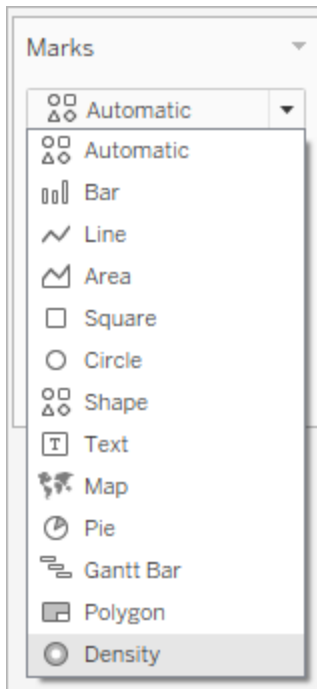 Marks
Automatic
Automatic
Bar
Line
Area
Square
Circle
Shape
T Text
Map
Pie
Gantt Bar
Polygon
Density